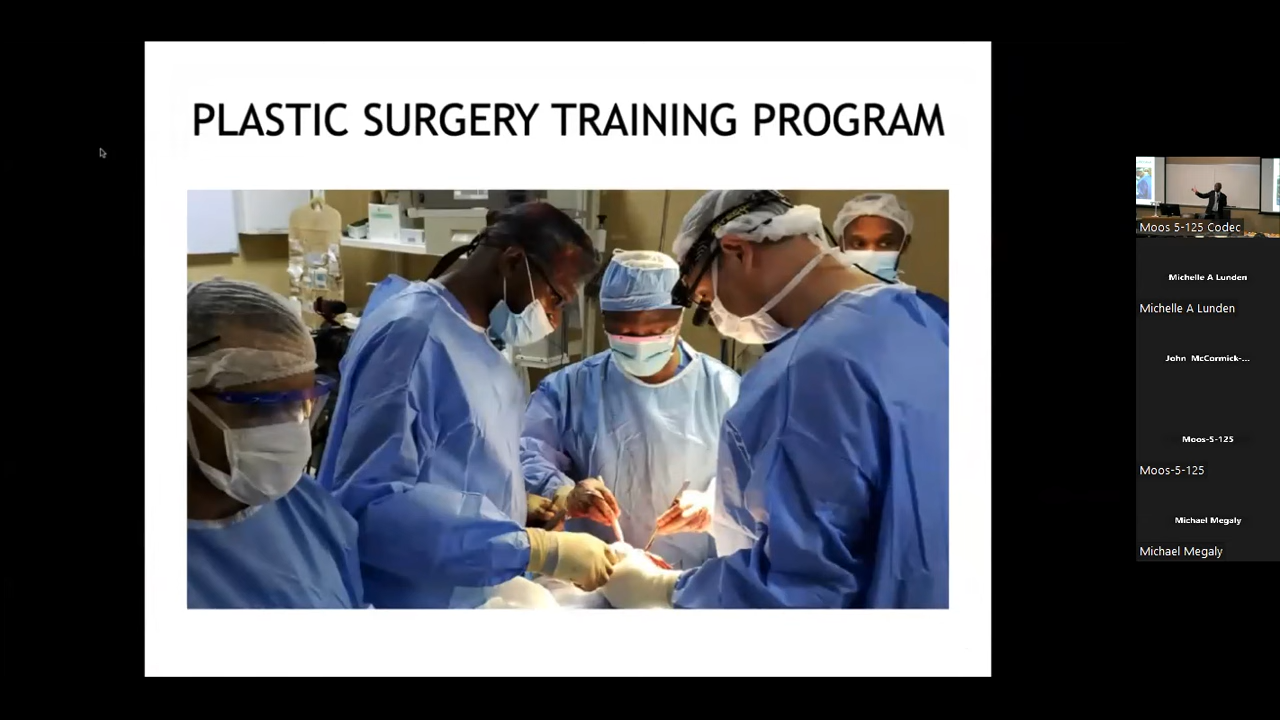 PLASTIC SURGERY TRAINING PROGRAM
Moos 5-125 Codec
Michelle A Lunden
Michelle A Lunden
John McCormick-...
Moos-5-125
Moos-5-125
Michael Megaly
Michael Megaly